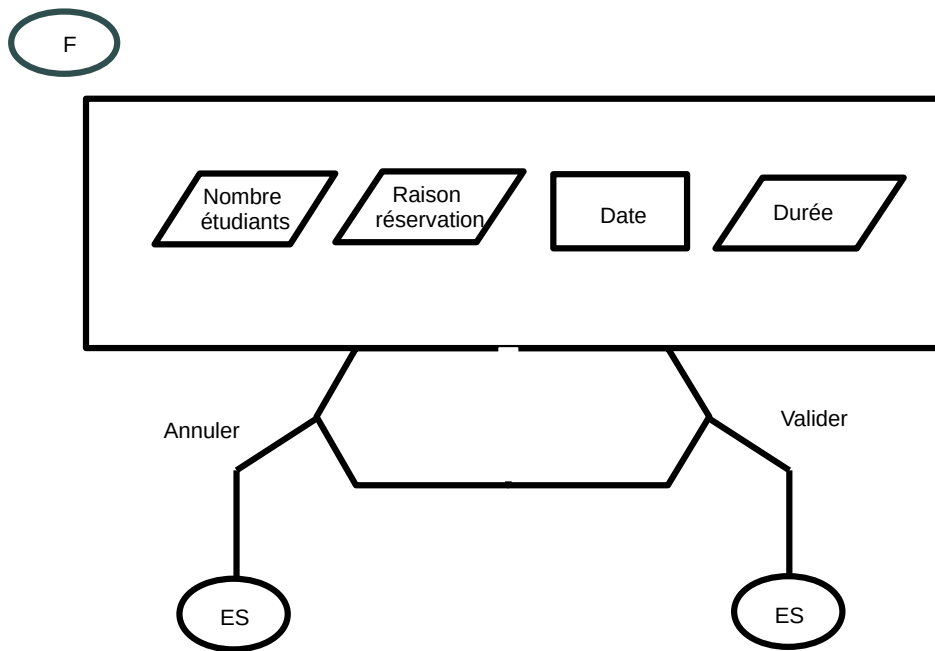 F
Nombre
étudiants
Raison
réservation
Date
Durée
Annuler
Valider
ES
ES